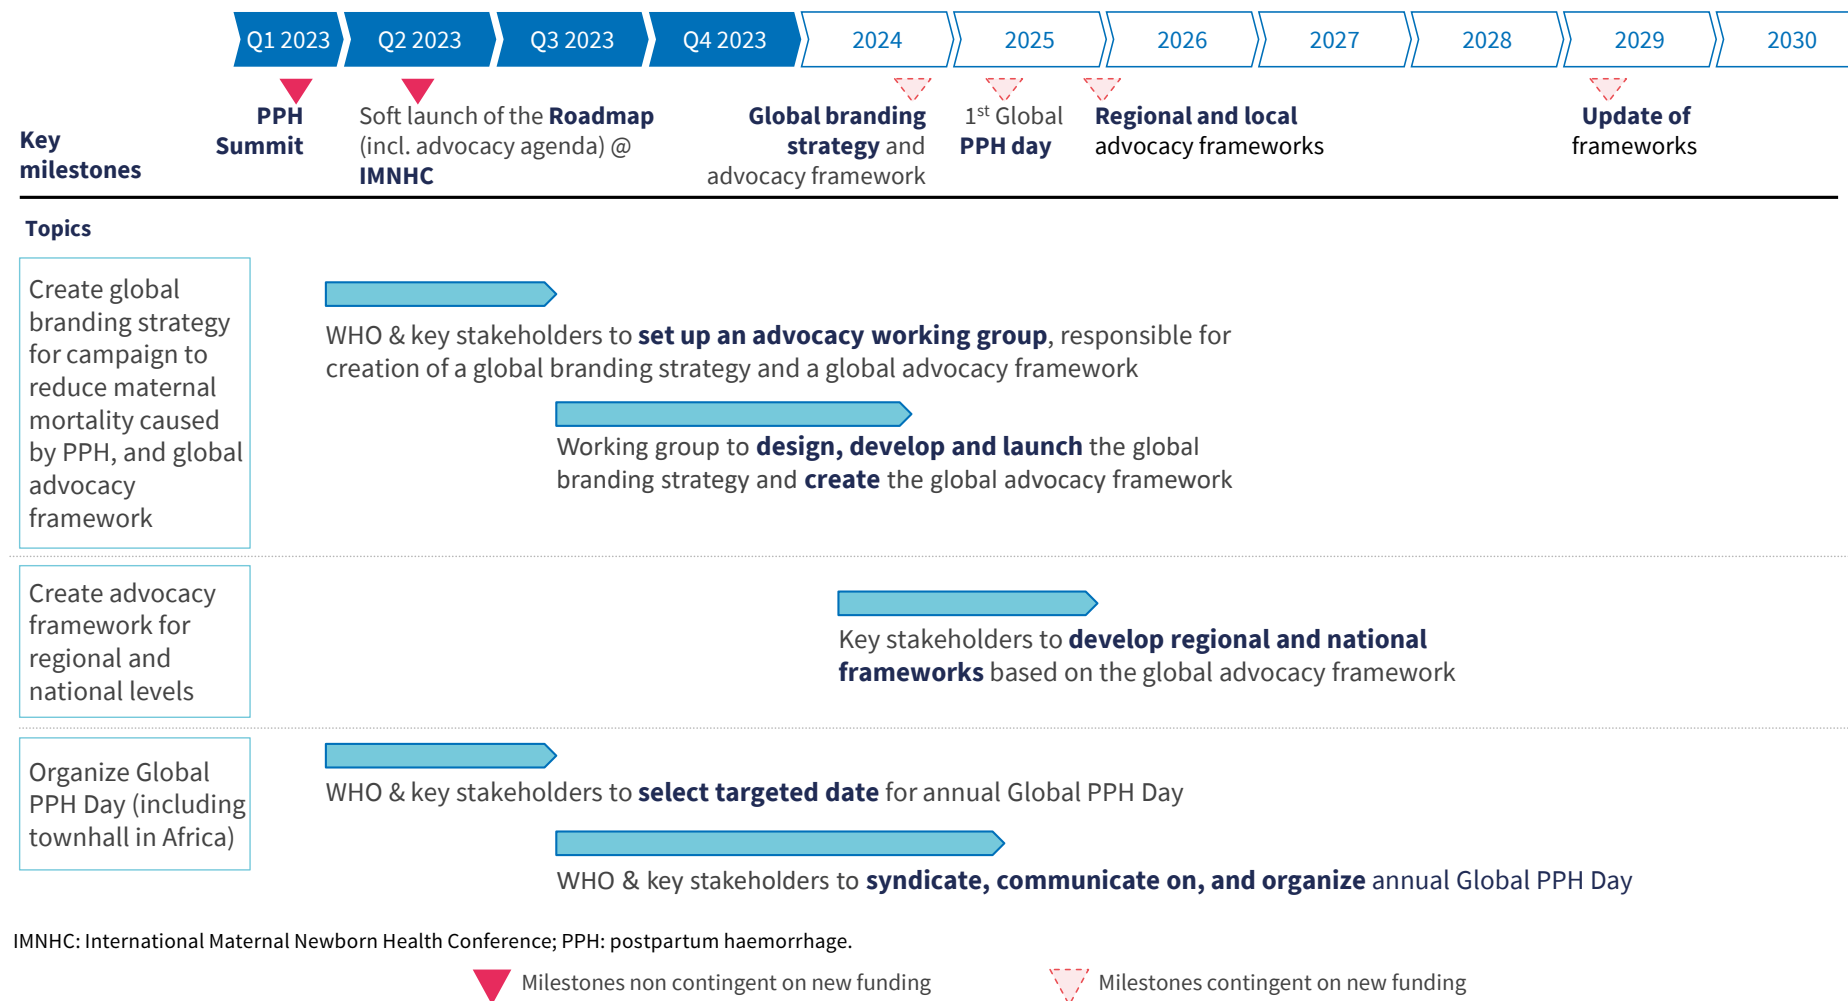 Q1 2023 Q2 2023 Q3 2023 Q4 2023 2024 2025 2026 2027 2028 2029 2030
Key
milestones
PPH
Summit
Soft launch of the Roadmap
(incl. advocacy agenda) @
IMNHC
Global branding
strategy and
advocacy framework
1st Global
PPH day
Regional and local
advocacy frameworks
Update of
frameworks
Topics
Create global
branding strategy
for campaign to
reduce maternal
mortality caused
by PPH, and global
advocacy
framework
WHO & key stakeholders to set up an advocacy working group, responsible for
creation of a global branding strategy and a global advocacy framework
Working group to design, develop and launch the global
branding strategy and create the global advocacy framework
Create advocacy
framework for
regional and
national levels
Key stakeholders to develop regional and national
frameworks based on the global advocacy framework
Organize Global
PPH Day (including
townhall in Africa)
WHO & key stakeholders to select targeted date for annual Global PPH Day
WHO & key stakeholders to syndicate, communicate on, and organize annual Global PPH Day
IMNHC: International Maternal Newborn Health Conference; PPH: postpartum haemorrhage.
Milestones non contingent on new funding
Milestones contingent on new funding